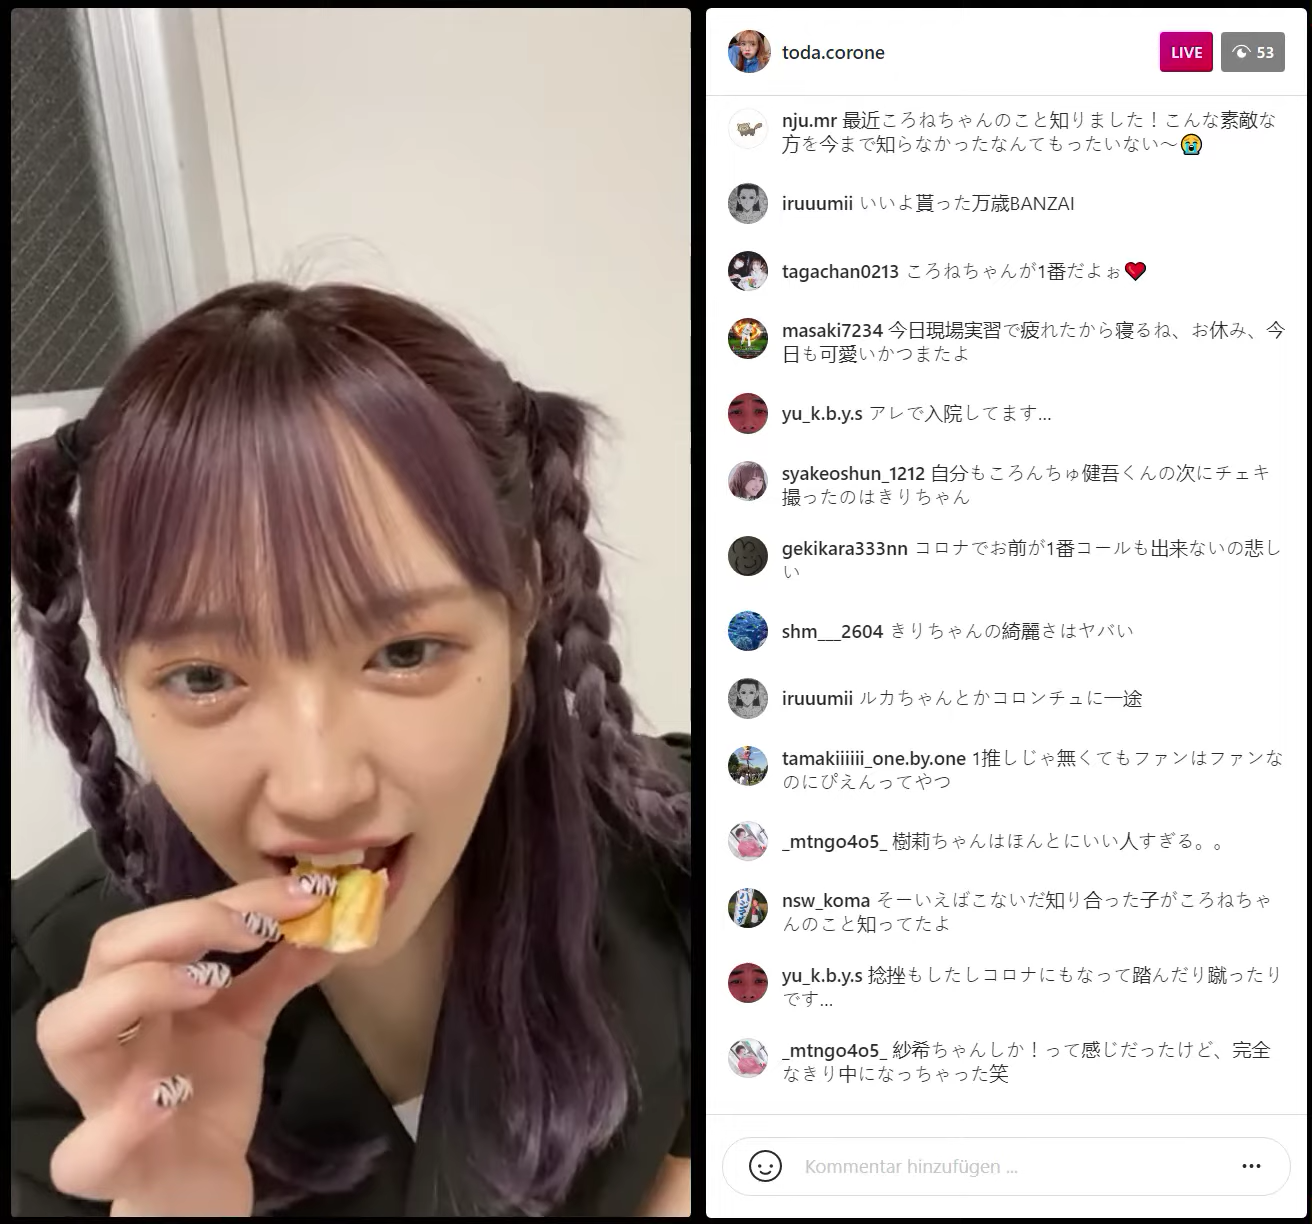 toda.corone
LIVE
53
nju.mr 最近ころねちゃんのこと知りました！こんな素敵な
方を今まで知らなかったなんてもったいない〜😭
iruuumii いいよ貰った万歳BANZAI
tagachan0213 ころねちゃんが1番だよぉ❤️
masaki7234 今日現場実習で疲れたから寝るね、お休み、今
日も可愛いかつまたよ
yu_k.b.y.s アレで入院してます...
syakeoshun_1212 自分もころんちゅ健吾くんの次にチェキ
撮ったのはきりちゃん
gekikara333nn コロナでお前が1番コールも出来ないの悲し
い
shm___2604 きりちゃんの綺麗さはヤバい
iruuumii ルカちゃんとかコロンチュに一途
tamakiiiiii_one.by.one 1推しじゃ無くてもファンはファンな
のにぴえんってやつ
_mtngo4o5_ 樹莉ちゃんはほんとにいい人すぎる。。
nsw_koma そーいえばこないだ知り合った子がころねちゃ
んのこと知ってたよ
yu_k.b.y.s 捻挫もしたしコロナにもなって踏んだり蹴ったり
です...
_mtngo4o5_ 紗希ちゃんしか！って感じだったけど、完全
なきり中になっちゃった笑
Kommentar hinzufügen ...